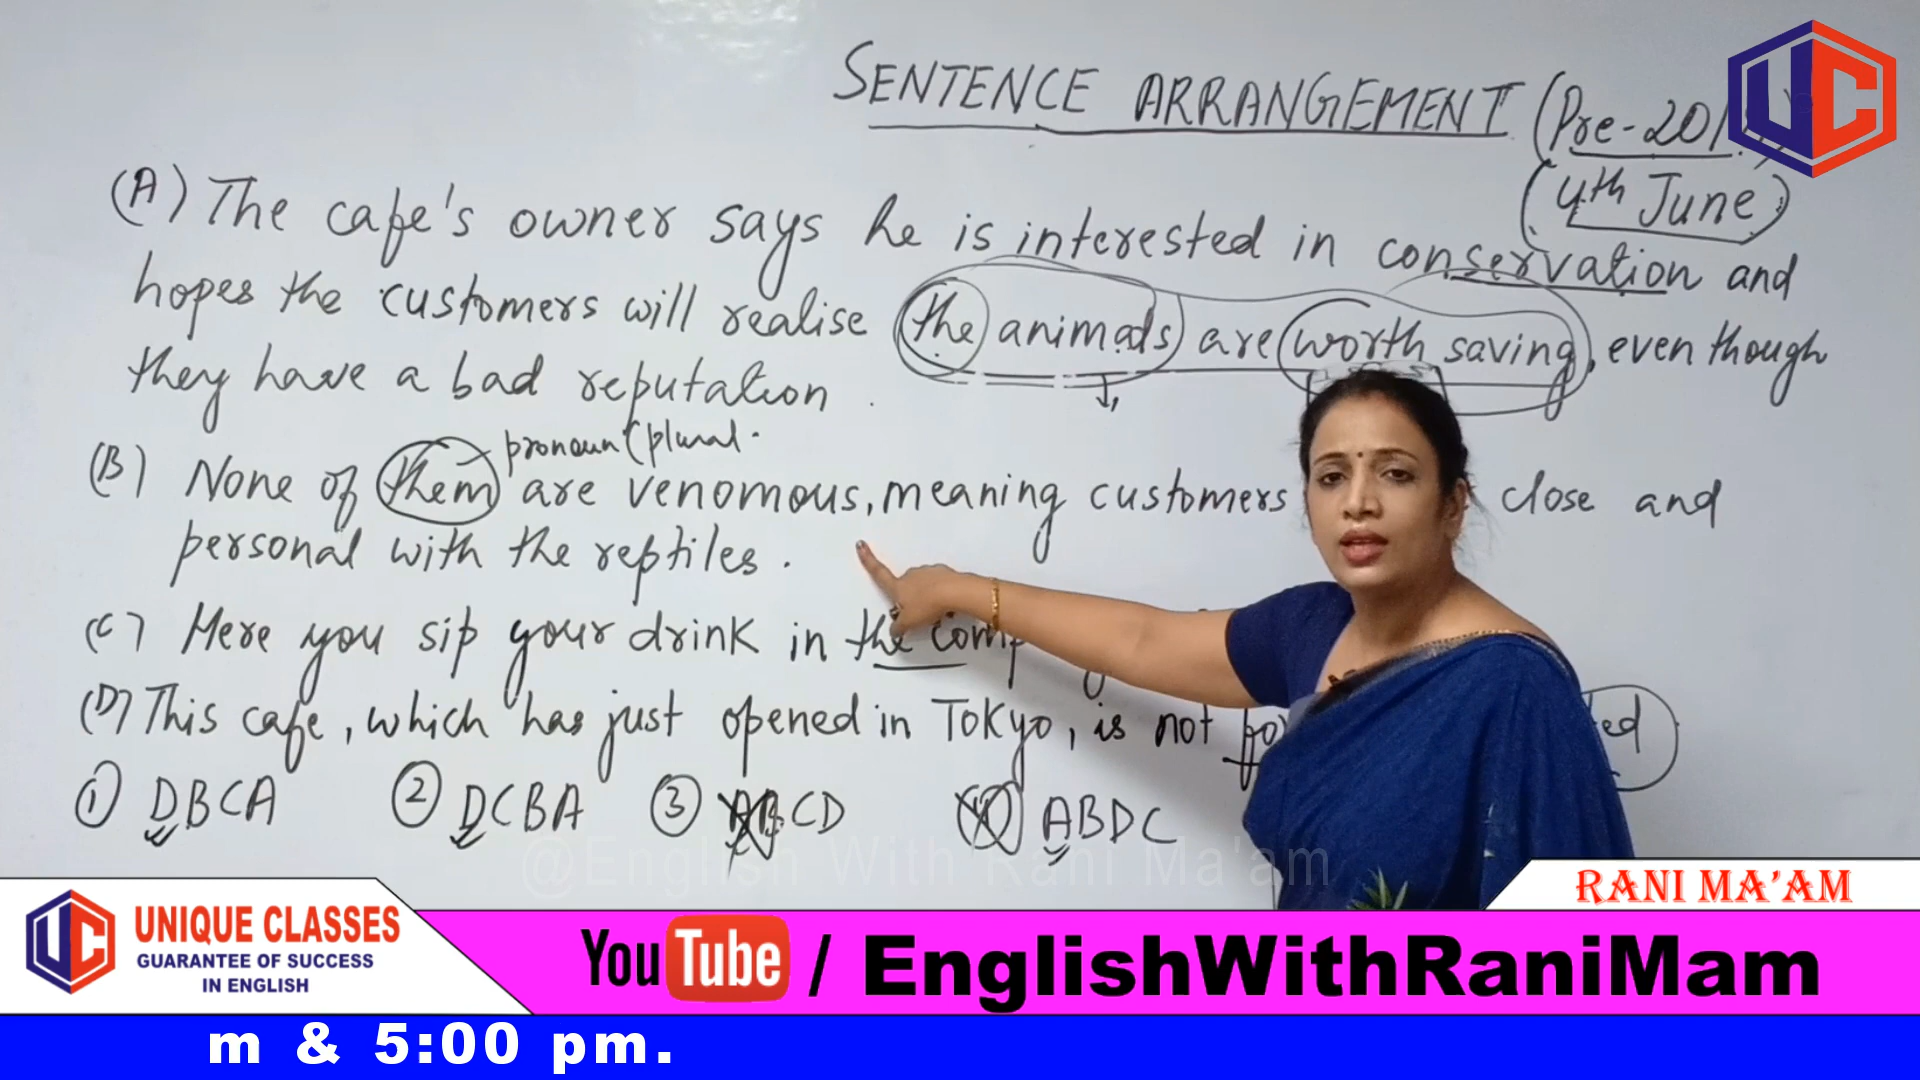 SENTENCE ARRANGEMENT (Pre-201
(4th June)
UC
(A) The cafe's owner says he is interested in conservation and
hopes the customers will realise the animals are worth saving, even though
they have a bad reputation.
pronoun (plural.
(B) None of them are venomous, meaning customers close and
personal with the reptiles.
(C) Here you sip your drink in the
(D) This cafe, which has just opened in Tokyo, is not
① DBCA ② DCBA ③ ABCD ④ ABDC
@English With Rani Ma'am
RANI MA'AM
UC UNIQUE CLASSES
GUARANTEE OF SUCCESS
IN ENGLISH
YouTube / EnglishWithRaniMam
m & 5:00 pm.